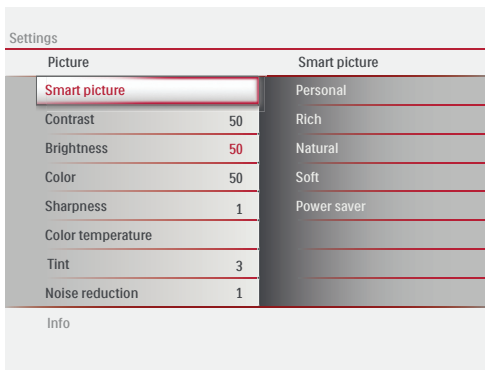 Settings
Picture Smart picture
Smart picture Personal
Contrast 50 Rich
Brightness 50 Natural
Color 50 Soft
Sharpness 1 Power saver
Color temperature
Tint 3
Noise reduction 1
Info